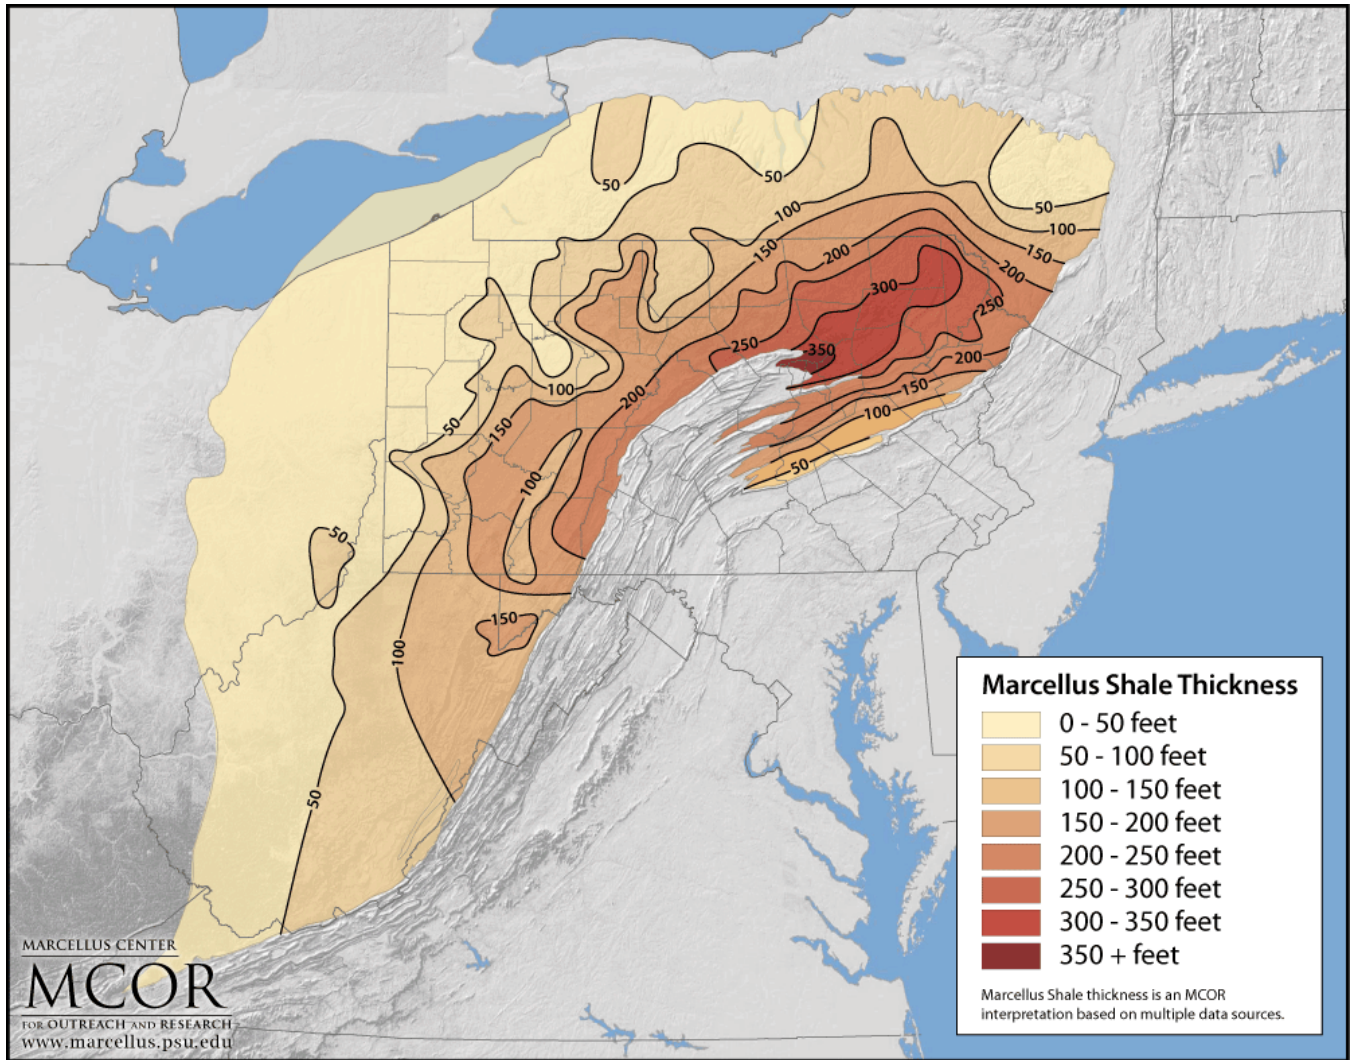 50
50
50
100
100
150
150
200
200
300
250
250
350
200
100
150
200
100
50
150
50
100
50
150
100
50
Marcellus Shale Thickness
0 - 50 feet
50 - 100 feet
100 - 150 feet
150 - 200 feet
200 - 250 feet
250 - 300 feet
300 - 350 feet
350 + feet
Marcellus Shale thickness is an MCOR
interpretation based on multiple data sources.
MARCELLUS CENTER
MCOR
FOR OUTREACH AND RESEARCH
www.marcellus.psu.edu